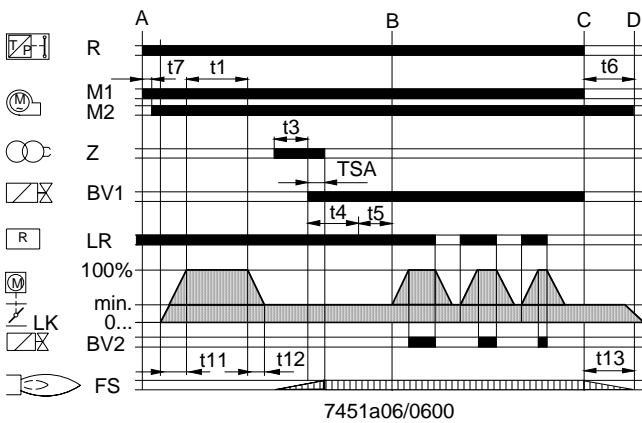 A B C D
T P R t7 t1 t6
M ~ M1
M2
t3
Z
TSA
BV1
t4 t5
R LR
100%
M min.
LK 0...
BV2
t11 t12 t13
FS
7451a06/0600